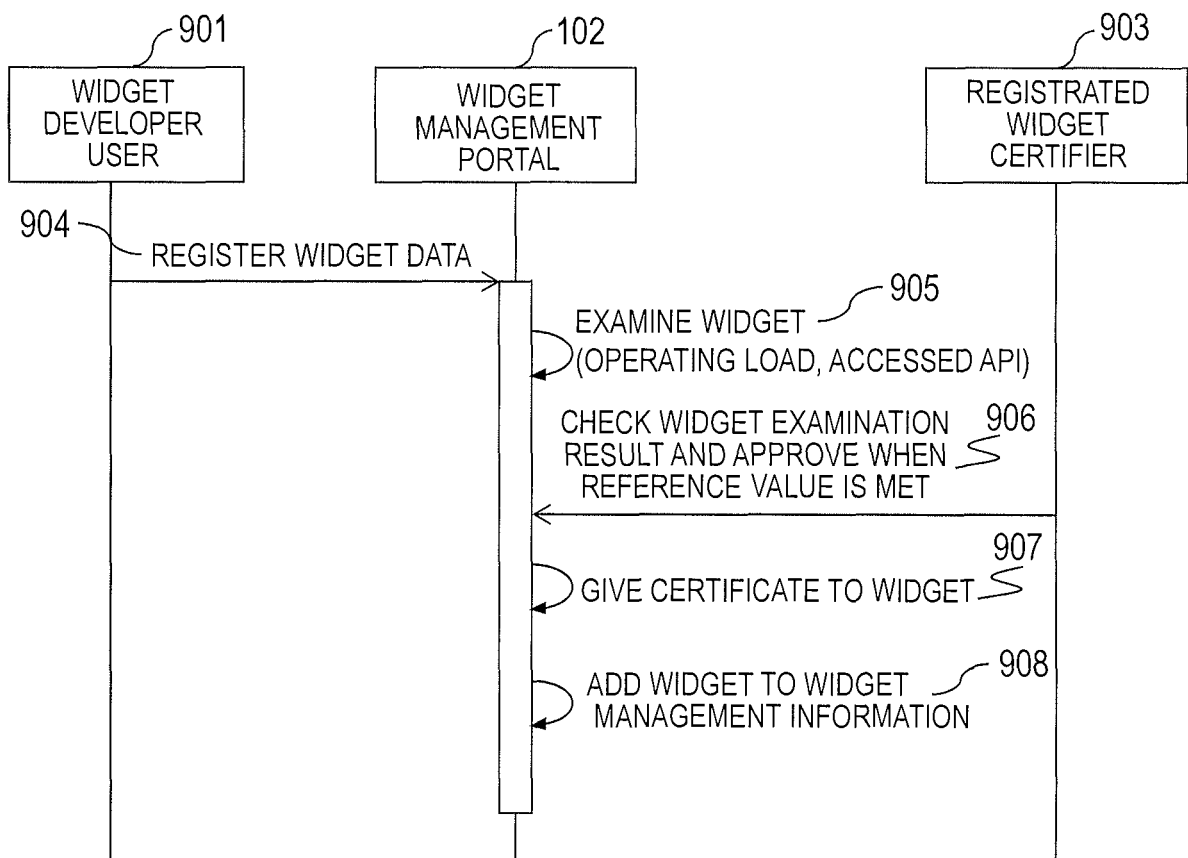 901
102
903
WIDGET
DEVELOPER
USER
WIDGET
MANAGEMENT
PORTAL
REGISTRATED
WIDGET
CERTIFIER
904
REGISTER WIDGET DATA
905
EXAMINE WIDGET
(OPERATING LOAD, ACCESSED API)
CHECK WIDGET EXAMINATION
RESULT AND APPROVE WHEN
REFERENCE VALUE IS MET
906
907
GIVE CERTIFICATE TO WIDGET
908
ADD WIDGET TO WIDGET
MANAGEMENT INFORMATION